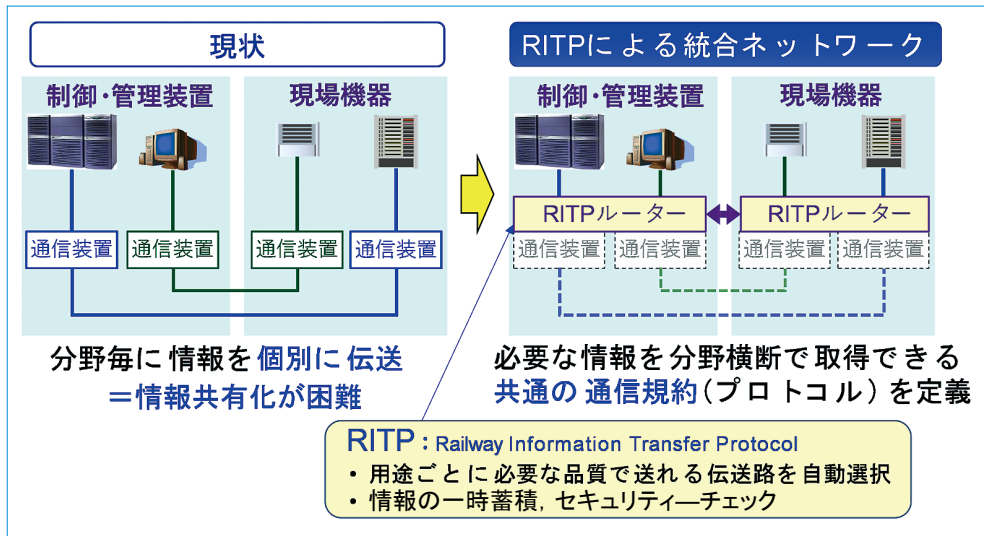 現状
制御・管理装置
現場機器
通信装置
通信装置
通信装置
通信装置
分野毎に情報を個別に伝送
＝情報共有化が困難
RITPによる統合ネットワーク
制御・管理装置
現場機器
RITPルーター
RITPルーター
通信装置
通信装置
通信装置
通信装置
必要な情報を分野横断で取得できる
共通の通信規約（プロトコル）を定義
RITP：Railway Information Transfer Protocol
・用途ごとに必要な品質で送れる伝送路を自動選択
・情報の一時蓄積，セキュリティ―チェック